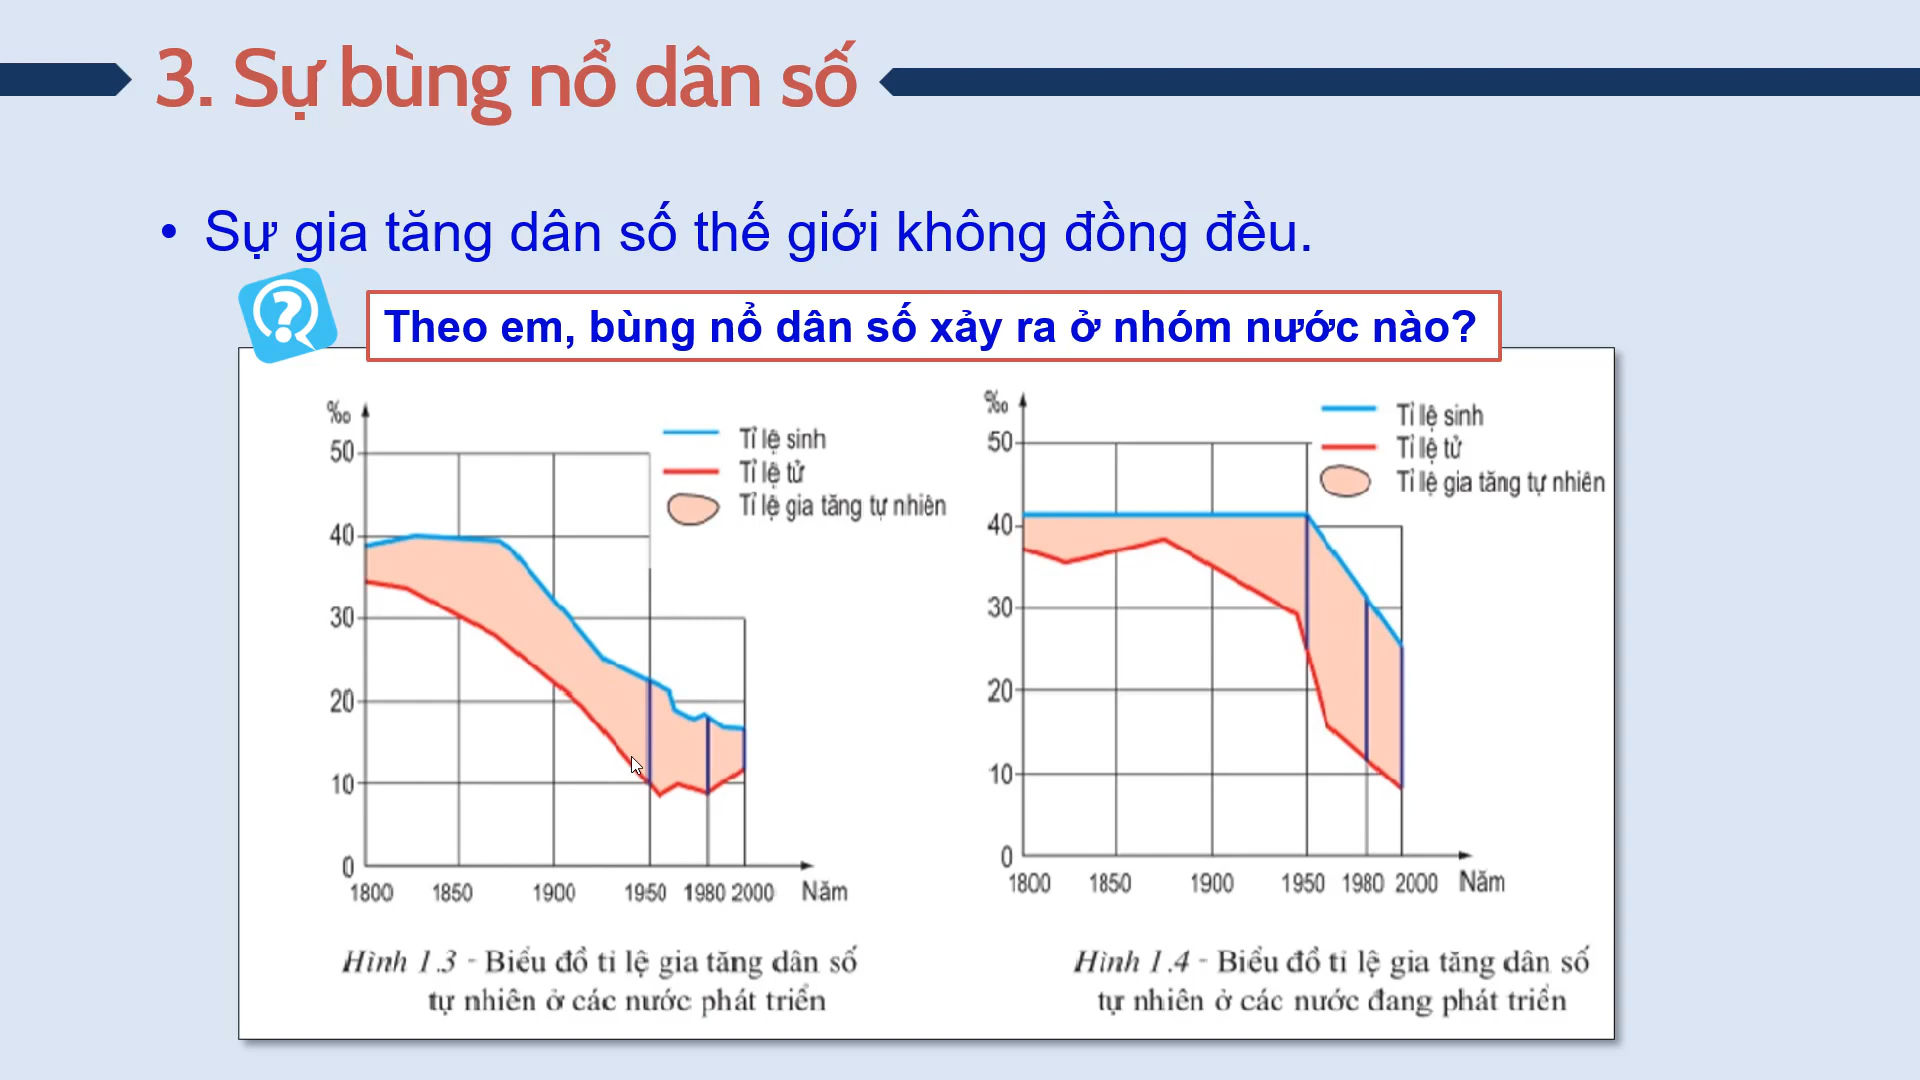 3. Sự bùng nổ dân số
• Sự gia tăng dân số thế giới không đồng đều.
?
Theo em, bùng nổ dân số xảy ra ở nhóm nước nào?
‰
50
40
30
20
10
0
1800 1850 1900 1950 1980 2000 Năm
Tỉ lệ sinh
Tỉ lệ tử
Tỉ lệ gia tăng tự nhiên
Hình 1.3 - Biểu đồ tỉ lệ gia tăng dân số
tự nhiên ở các nước phát triển
‰
50
40
30
20
10
0
1800 1850 1900 1950 1980 2000 Năm
Tỉ lệ sinh
Tỉ lệ tử
Tỉ lệ gia tăng tự nhiên
Hình 1.4 - Biểu đồ tỉ lệ gia tăng dân số
tự nhiên ở các nước đang phát triển